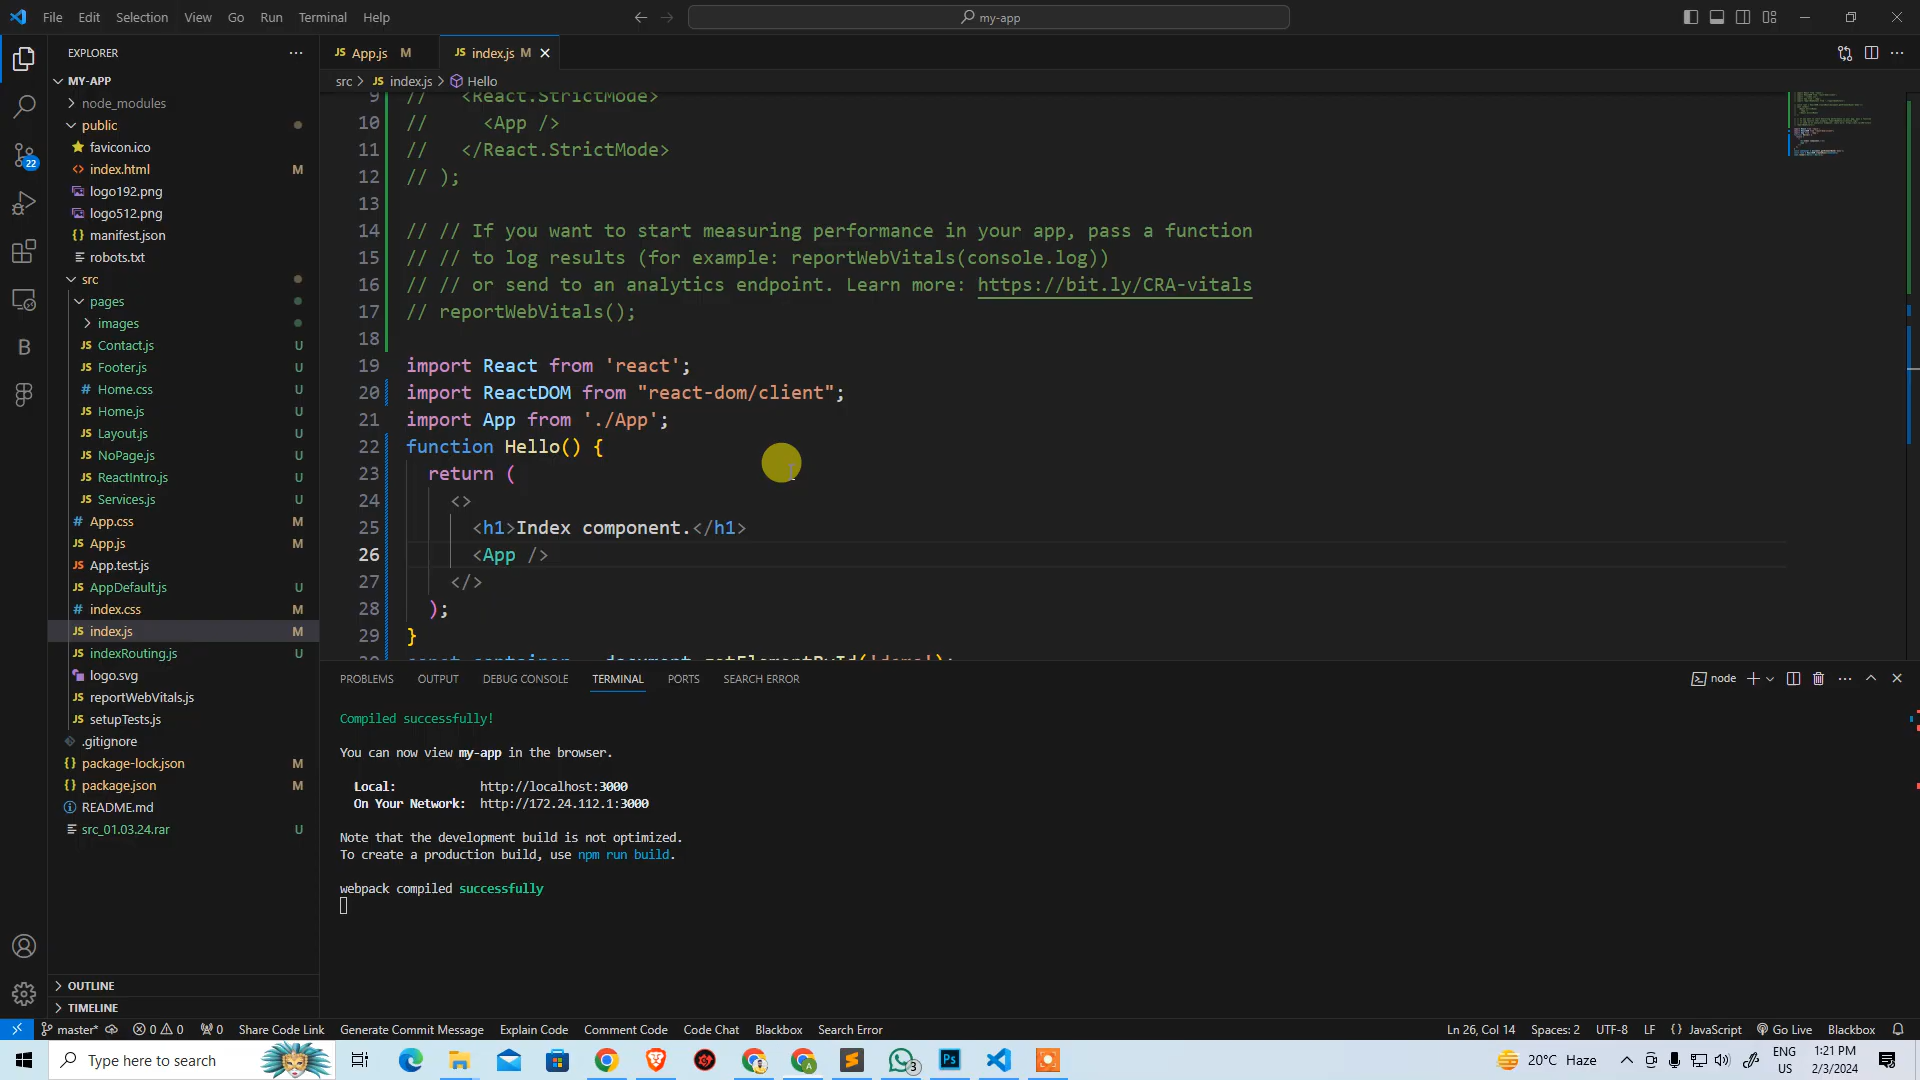 File Edit Selection View Go Run Terminal Help
my-app
EXPLORER
MY-APP
node_modules
public
favicon.ico
index.html M
logo192.png
logo512.png
manifest.json
robots.txt
src
pages
images
Contact.js U
Footer.js U
Home.css U
Home.js U
Layout.js U
NoPage.js U
ReactIntro.js U
Services.js U
App.css M
App.js M
App.test.js
AppDefault.js U
index.css M
index.js M
indexRouting.js U
logo.svg
reportWebVitals.js
setupTests.js
.gitignore
package-lock.json M
package.json M
README.md
src_01.03.24.rar U
OUTLINE
TIMELINE
22
JS App.js M JS index.js M
src > JS index.js > Hello
9 //   <React.StrictMode>
10 //     <App />
11 //   </React.StrictMode>
12 // );
13
14 // // If you want to start measuring performance in your app, pass a function
15 // // to log results (for example: reportWebVitals(console.log))
16 // // or send to an analytics endpoint. Learn more: https://bit.ly/CRA-vitals
17 // reportWebVitals();
18
19 import React from 'react';
20 import ReactDOM from "react-dom/client";
21 import App from './App';
22 function Hello() {
23   return (
24     <>
25       <h1>Index component.</h1>
26       <App />
27     </>
28   );
29 }
PROBLEMS OUTPUT DEBUG CONSOLE TERMINAL PORTS SEARCH ERROR
node
Compiled successfully!
You can now view my-app in the browser.
Local: http://localhost:3000
On Your Network: http://172.24.112.1:3000
Note that the development build is not optimized.
To create a production build, use npm run build.
webpack compiled successfully
master* 0 0 0 Share Code Link Generate Commit Message Explain Code Comment Code Code Chat Blackbox Search Error
Ln 26, Col 14 Spaces: 2 UTF-8 LF {} JavaScript Go Live Blackbox
Type here to search
20°C Haze
ENG
US
1:21 PM
2/3/2024